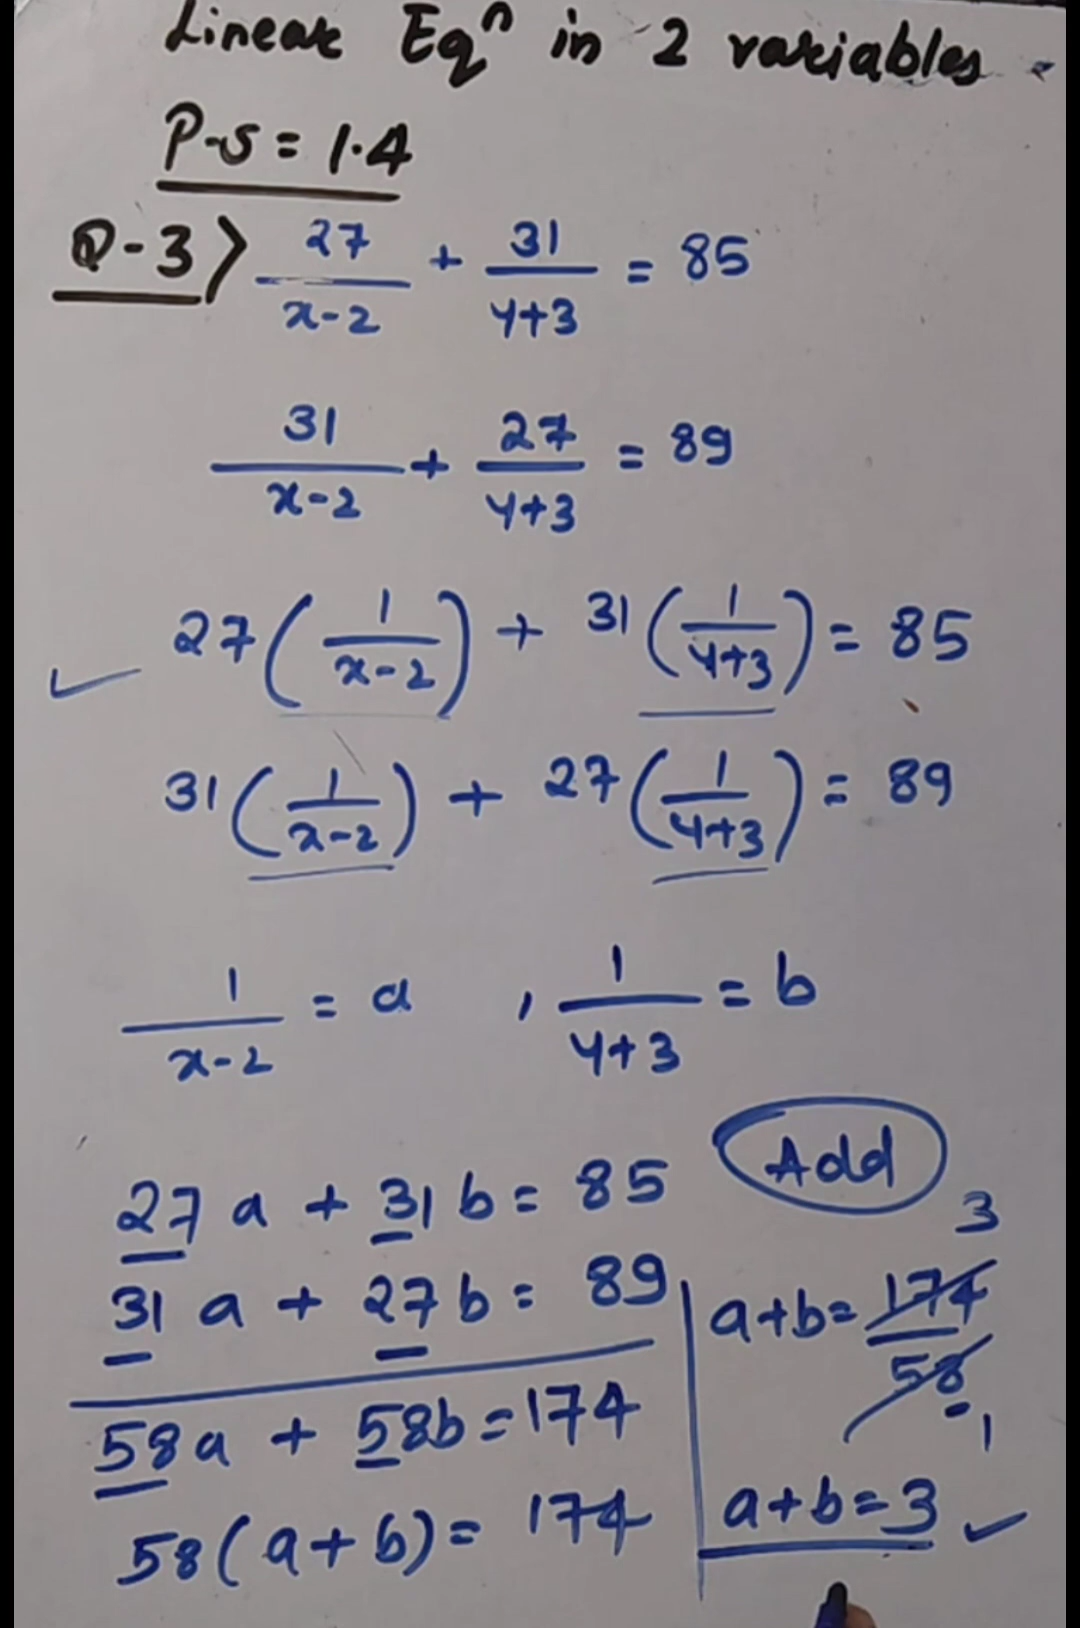 Linear Eqⁿ in 2 variables
P-S = 1.4
Q-3> 27/(x-2) + 31/(y+3) = 85
31/(x-2) + 27/(y+3) = 89
27(1/(x-2)) + 31(1/(y+3)) = 85
31(1/(x-2)) + 27(1/(y+3)) = 89
1/(x-2) = a , 1/(y+3) = b
Add
27a + 31b = 85
31a + 27b = 89
58a + 58b = 174
58(a+b) = 174
3
a+b = 174/58
1
a+b = 3 ✓